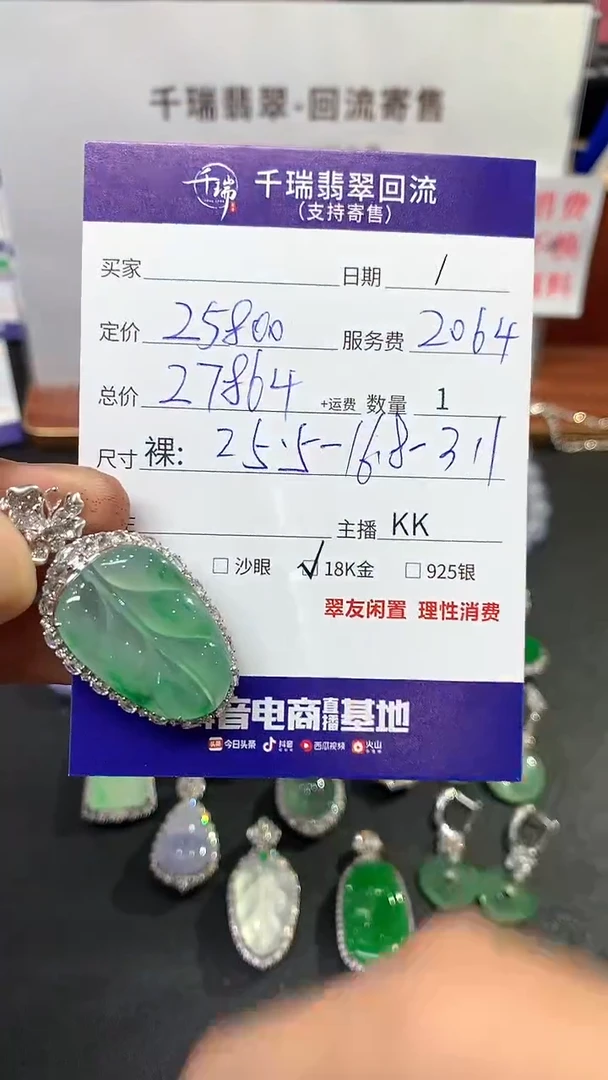 千瑞翡翠-回流寄售
千瑞 千瑞翡翠回流
(支持寄售)
买家 日期 /
定价 25800 服务费 2064
总价 27864 +运费 数量 1
尺寸 裸: 25.5-16.8-3.1
主播 KK
沙眼 ✓ 18K金 925银
翠友闲置 理性消费
音电商直播基地
头条 今日头条 抖音 西瓜视频 火山